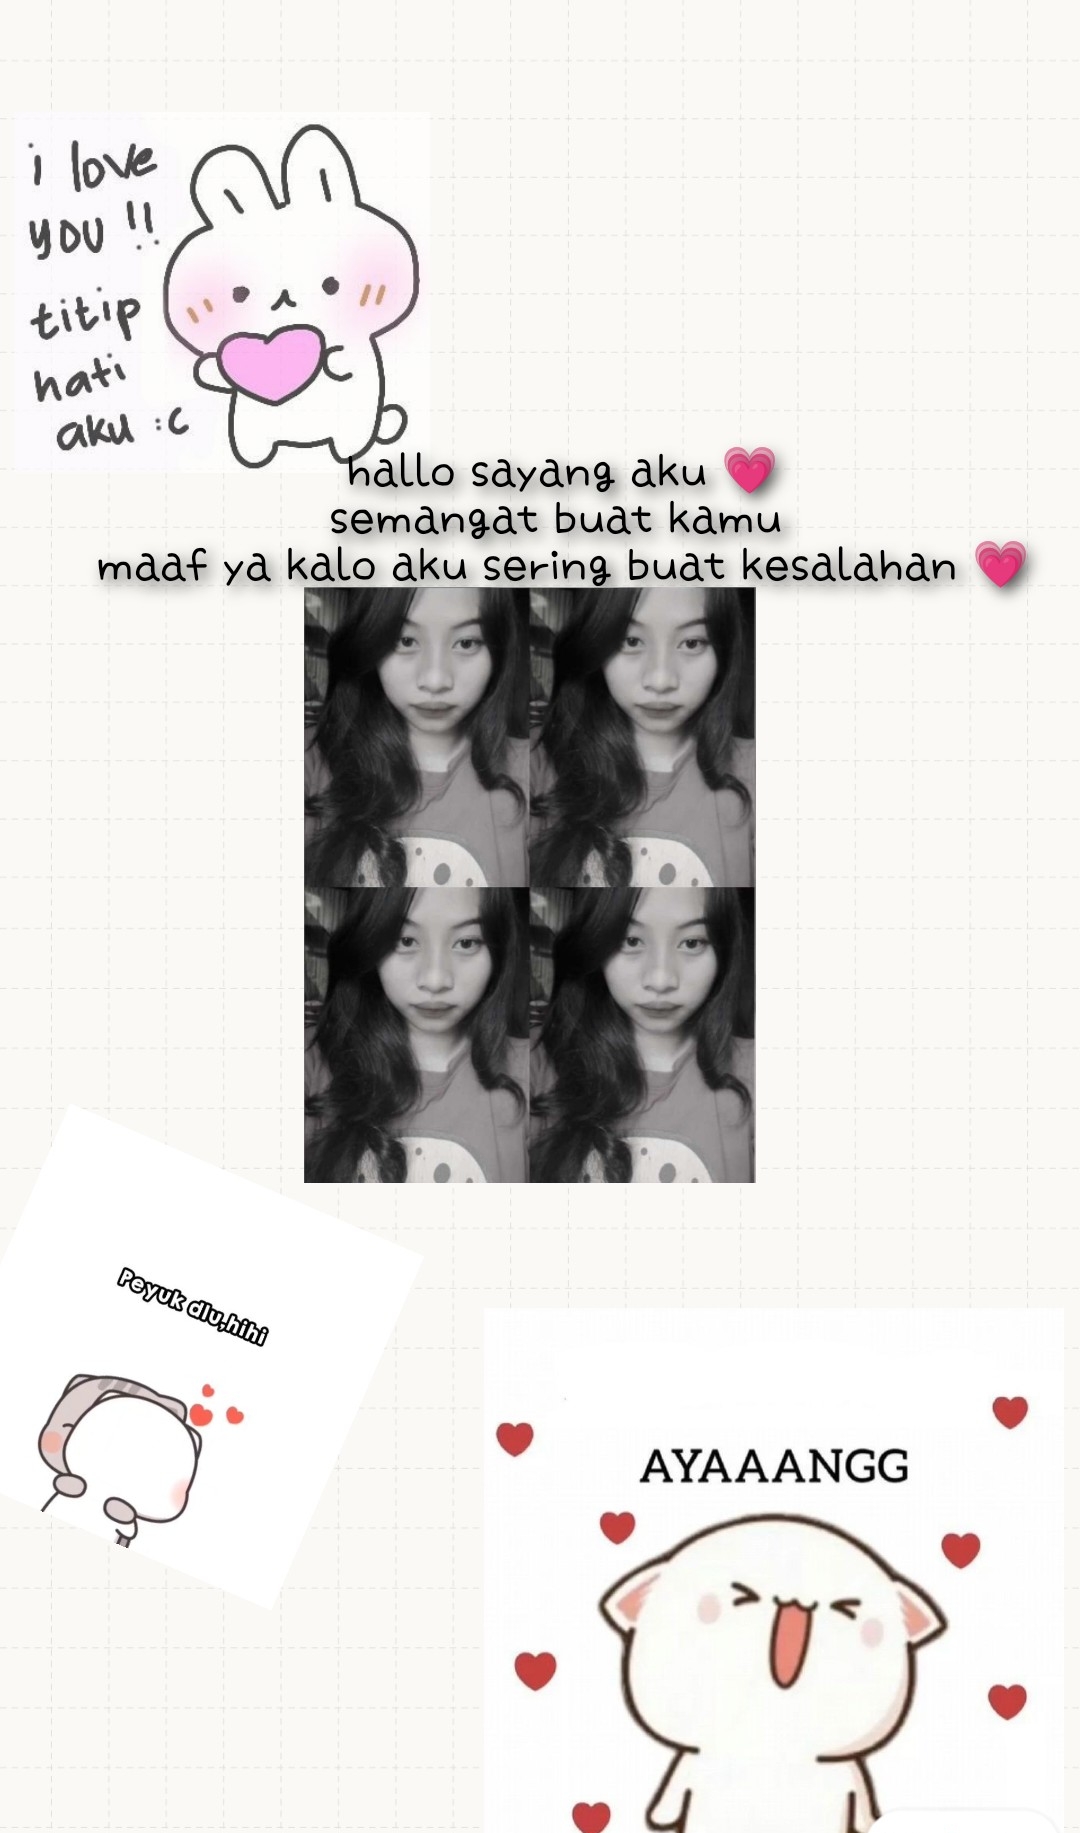 i love
you !!
titip
hati
aku :c
hallo sayang aku 💗
semangat buat kamu
maaf ya kalo aku sering buat kesalahan 💗
Peyuk dlu,hihi
AYAAANGG